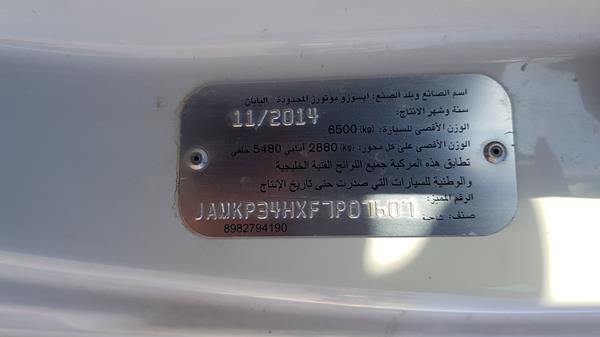 اسم الصانع وبلد الصنع: ايسوزو موتورز المحدودة - اليابان
سنة وشهر الانتاج: 11/2014
الوزن الأقصى للسيارة: 6500 (kg)
الوزن الأقصى على كل محور: 2880 (kg) أمامي 5480 خلفي
تطابق هذه المركبة جميع اللوائح الفنية الخليجية
والوطنية للسيارات التي صدرت حتى تاريخ الإنتاج
الرقم المميز:
JAMKP34HXF7P07607
صنف: شاحنة
8982794190